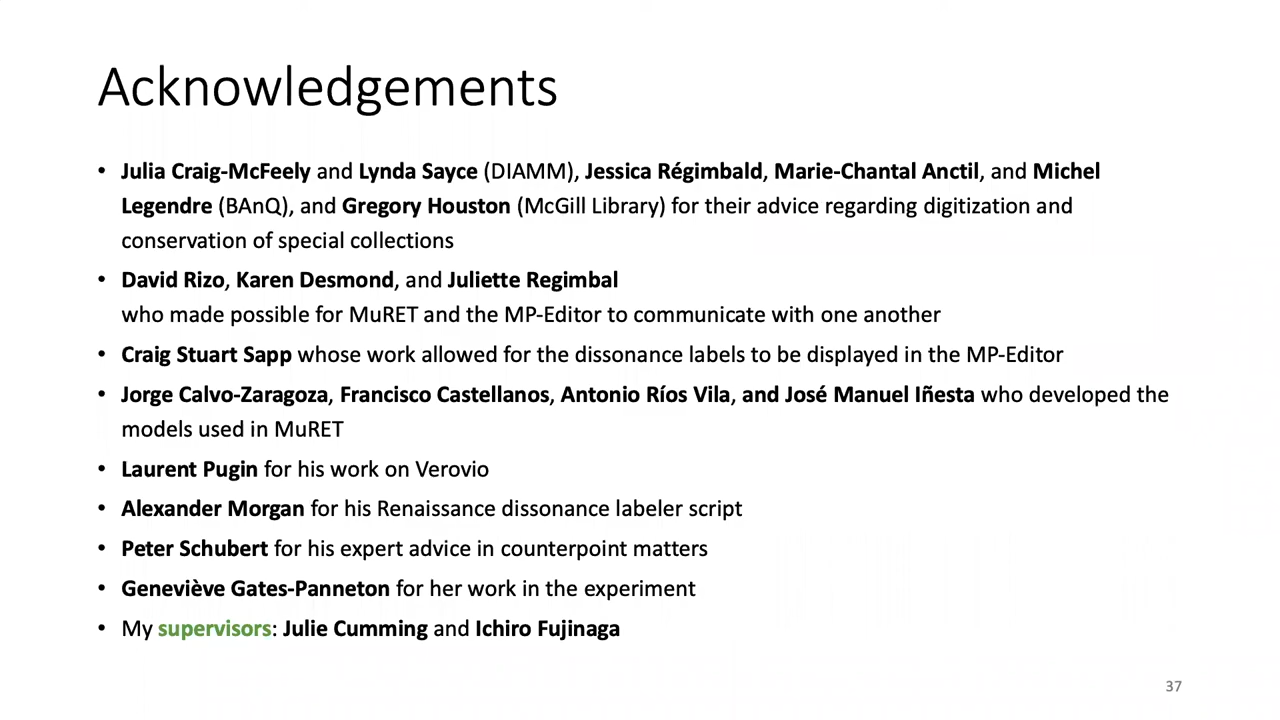 Acknowledgements
• Julia Craig-McFeely and Lynda Sayce (DIAMM), Jessica Régimbald, Marie-Chantal Anctil, and Michel
Legendre (BAnQ), and Gregory Houston (McGill Library) for their advice regarding digitization and
conservation of special collections
• David Rizo, Karen Desmond, and Juliette Regimbal
who made possible for MuRET and the MP-Editor to communicate with one another
• Craig Stuart Sapp whose work allowed for the dissonance labels to be displayed in the MP-Editor
• Jorge Calvo-Zaragoza, Francisco Castellanos, Antonio Ríos Vila, and José Manuel Iñesta who developed the
models used in MuRET
• Laurent Pugin for his work on Verovio
• Alexander Morgan for his Renaissance dissonance labeler script
• Peter Schubert for his expert advice in counterpoint matters
• Geneviève Gates-Panneton for her work in the experiment
• My supervisors: Julie Cumming and Ichiro Fujinaga
37